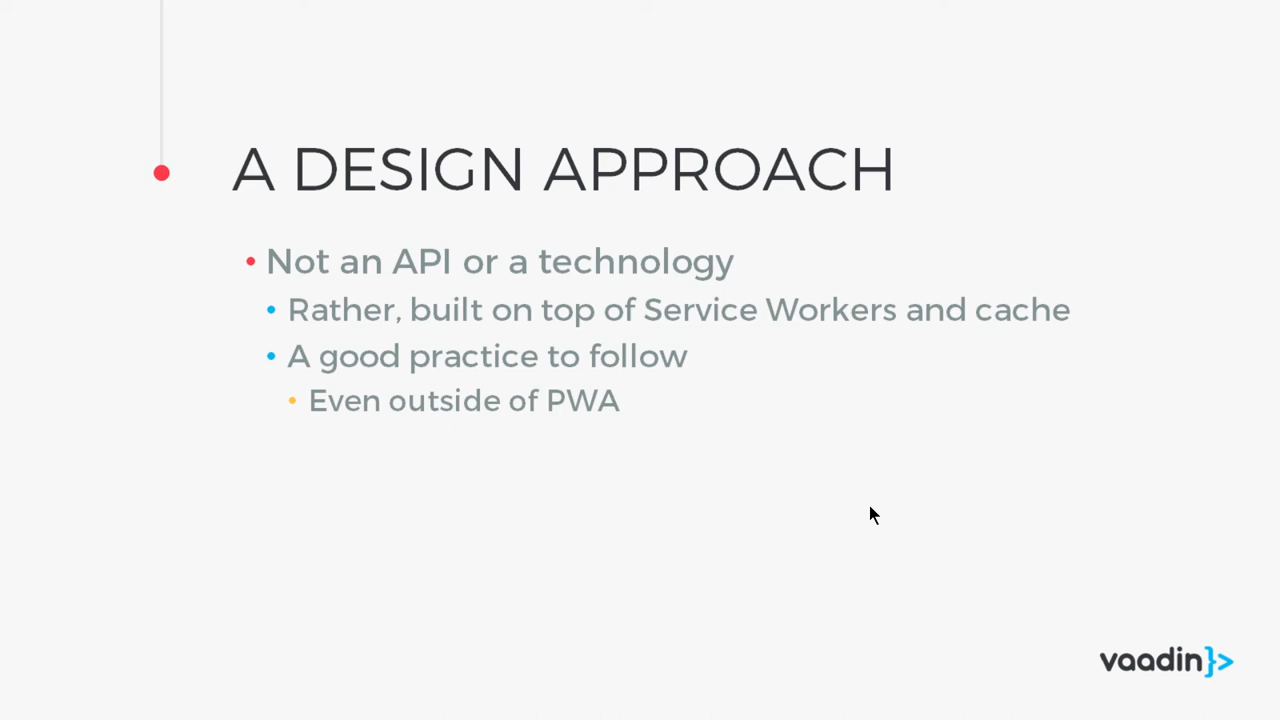 A DESIGN APPROACH
• Not an API or a technology
• Rather, built on top of Service Workers and cache
• A good practice to follow
• Even outside of PWA
vaadin}>